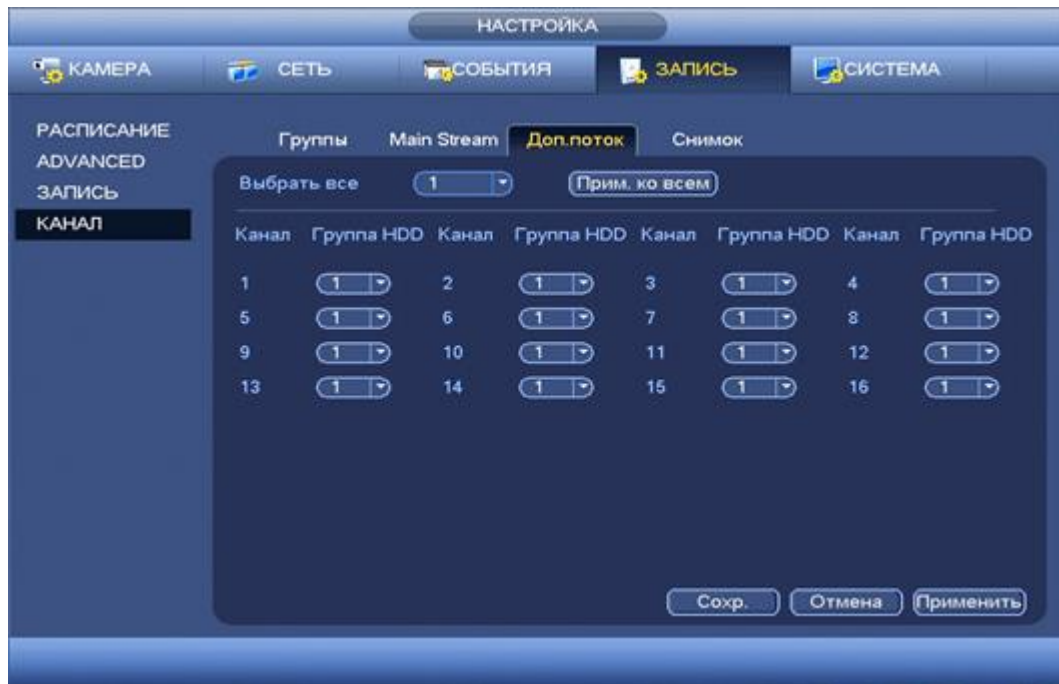 НАСТРОЙКА
КАМЕРА СЕТЬ СОБЫТИЯ ЗАПИСЬ СИСТЕМА
РАСПИСАНИЕ
ADVANCED
ЗАПИСЬ
КАНАЛ
Группы Main Stream Доп.поток Снимок
Выбрать все 1 Прим. ко всем
Канал Группа HDD Канал Группа HDD Канал Группа HDD Канал Группа HDD
1 1 2 1 3 1 4 1
5 1 6 1 7 1 8 1
9 1 10 1 11 1 12 1
13 1 14 1 15 1 16 1
Сохр. Отмена Применить